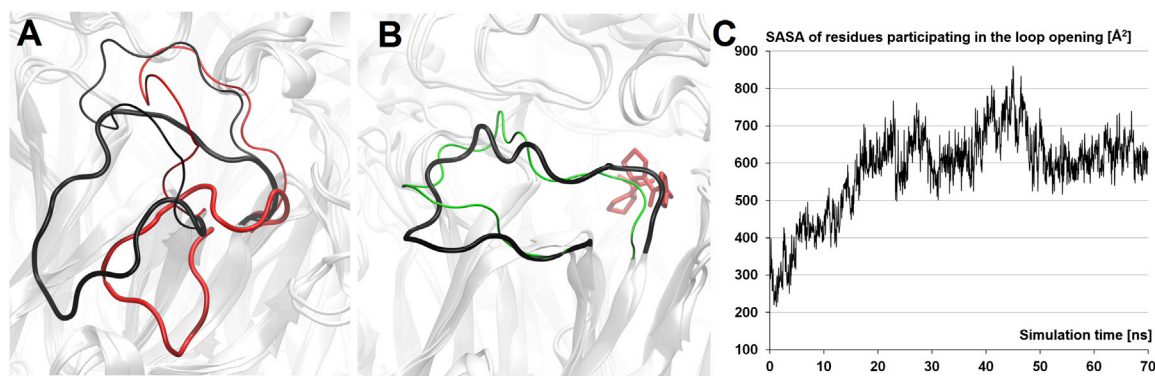 A
B
C
SASA of residues participating in the loop opening [Å²]
900
800
700
600
500
400
300
200
100
Simulation time [ns]
0 10 20 30 40 50 60 70